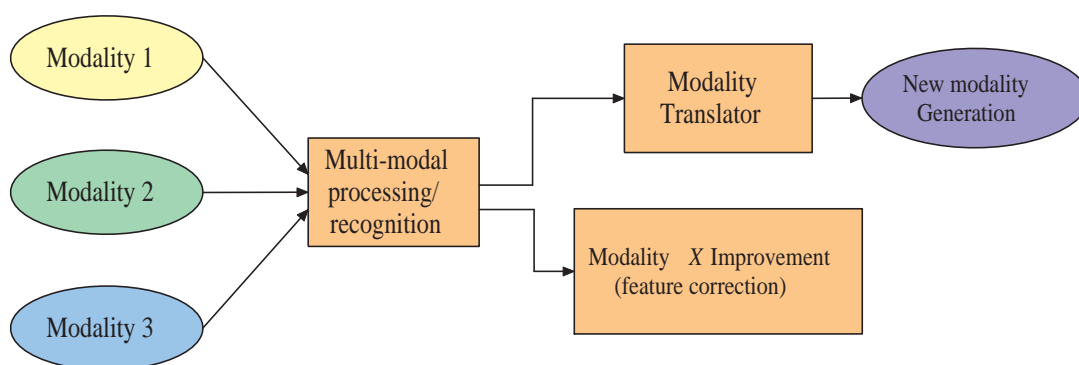 Modality 1
Modality 2
Modality 3
Multi-modal
processing/
recognition
Modality
Translator
New modality
Generation
Modality X Improvement
(feature correction)